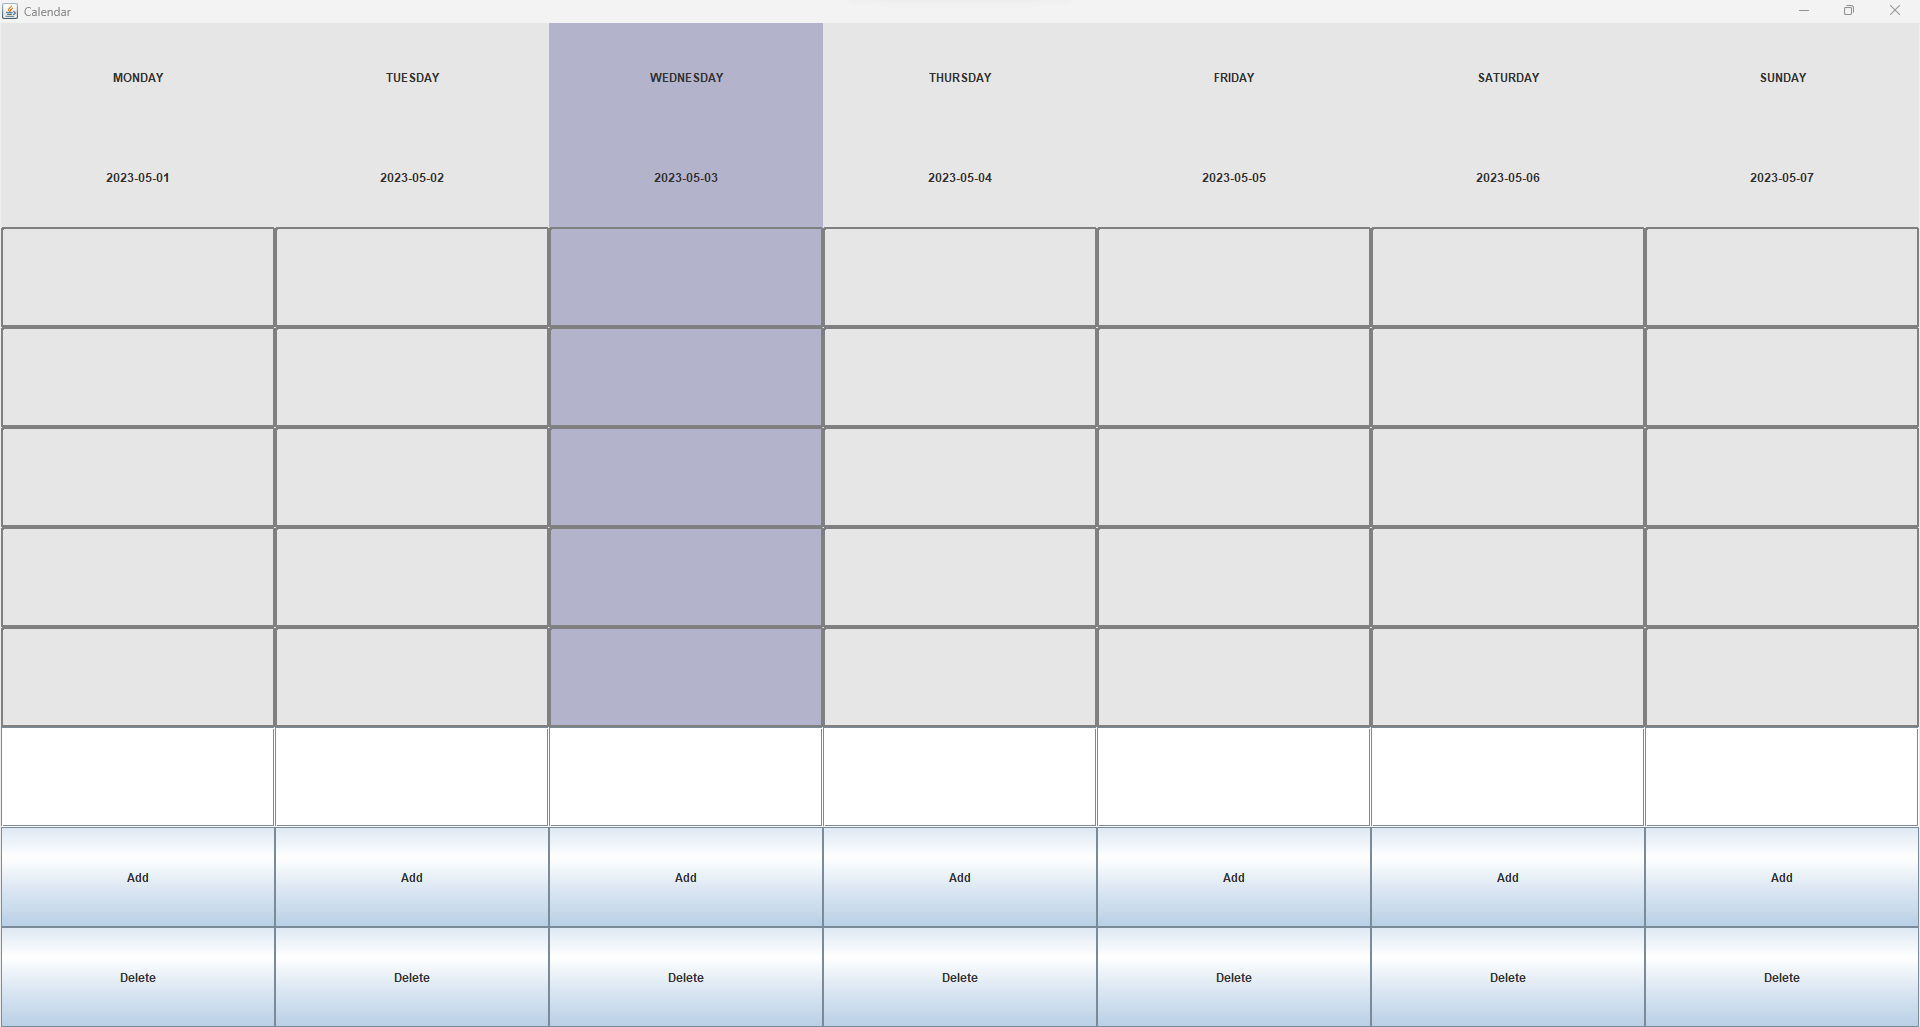 Calendar
MONDAY TUESDAY WEDNESDAY THURSDAY FRIDAY SATURDAY SUNDAY
2023-05-01 2023-05-02 2023-05-03 2023-05-04 2023-05-05 2023-05-06 2023-05-07
Add Add Add Add Add Add Add
Delete Delete Delete Delete Delete Delete Delete